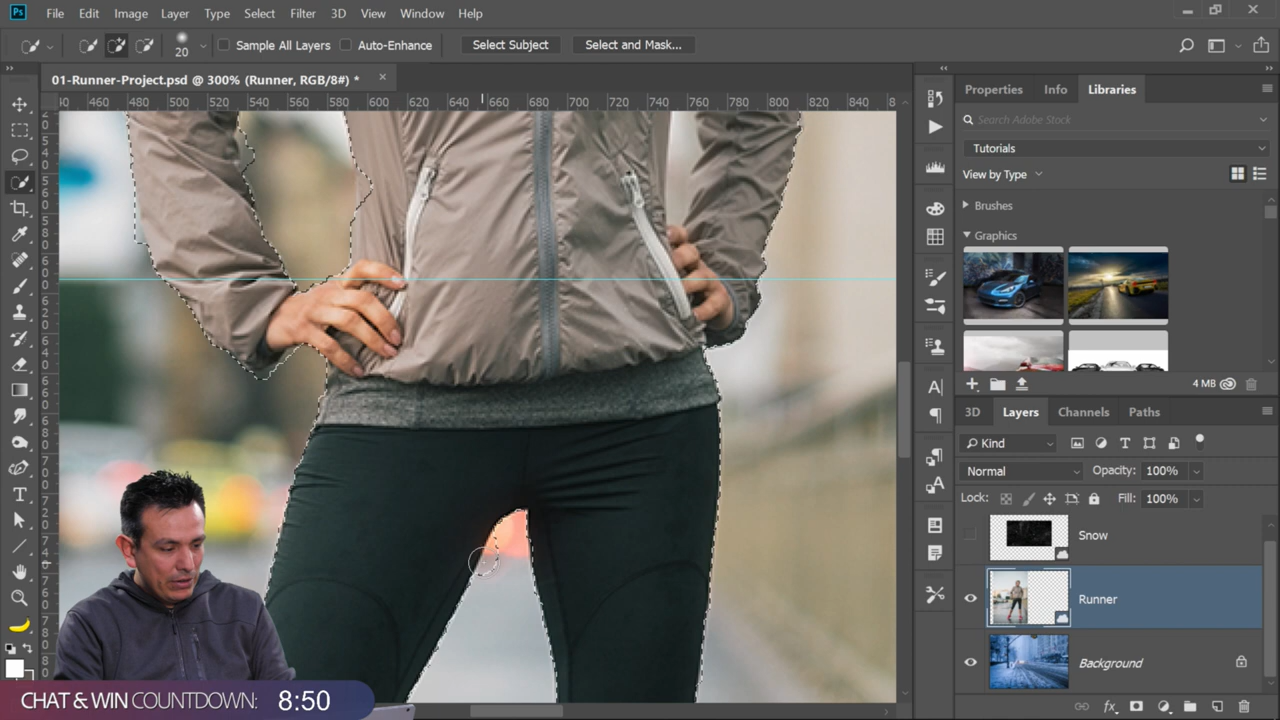 Ps File Edit Image Layer Type Select Filter 3D View Window Help
20 Sample All Layers Auto-Enhance Select Subject Select and Mask...
01-Runner-Project.psd @ 300% (Runner, RGB/8#) *
460 480 500 520 540 560 580 600 620 640 660 680 700 720 740 760 780 800 820 840
Properties Info Libraries
Search Adobe Stock
Tutorials
View by Type
Brushes
Graphics
4 MB
3D Layers Channels Paths
Kind
Normal Opacity: 100%
Lock: Fill: 100%
Snow
Runner
Background
CHAT & WIN COUNTDOWN: 8:50